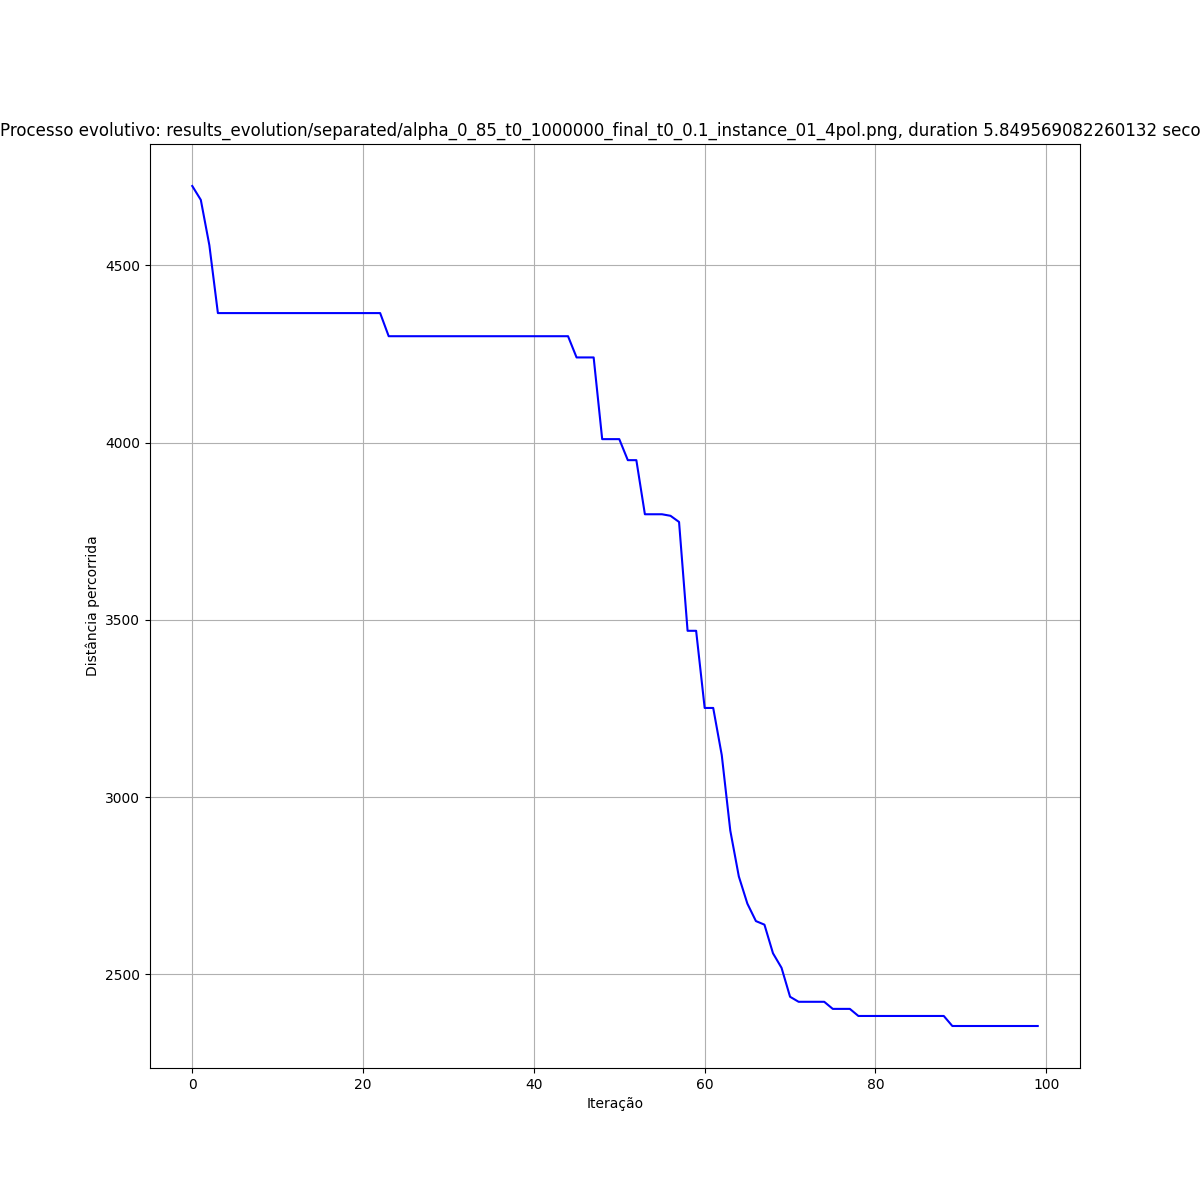 Processo evolutivo: results_evolution/separated/alpha_0_85_t0_1000000_final_t0_0.1_instance_01_4pol.png, duration 5.849569082260132 seco
4500
4000
3500
3000
2500
Distância percorrida
0 20 40 60 80 100
Iteração